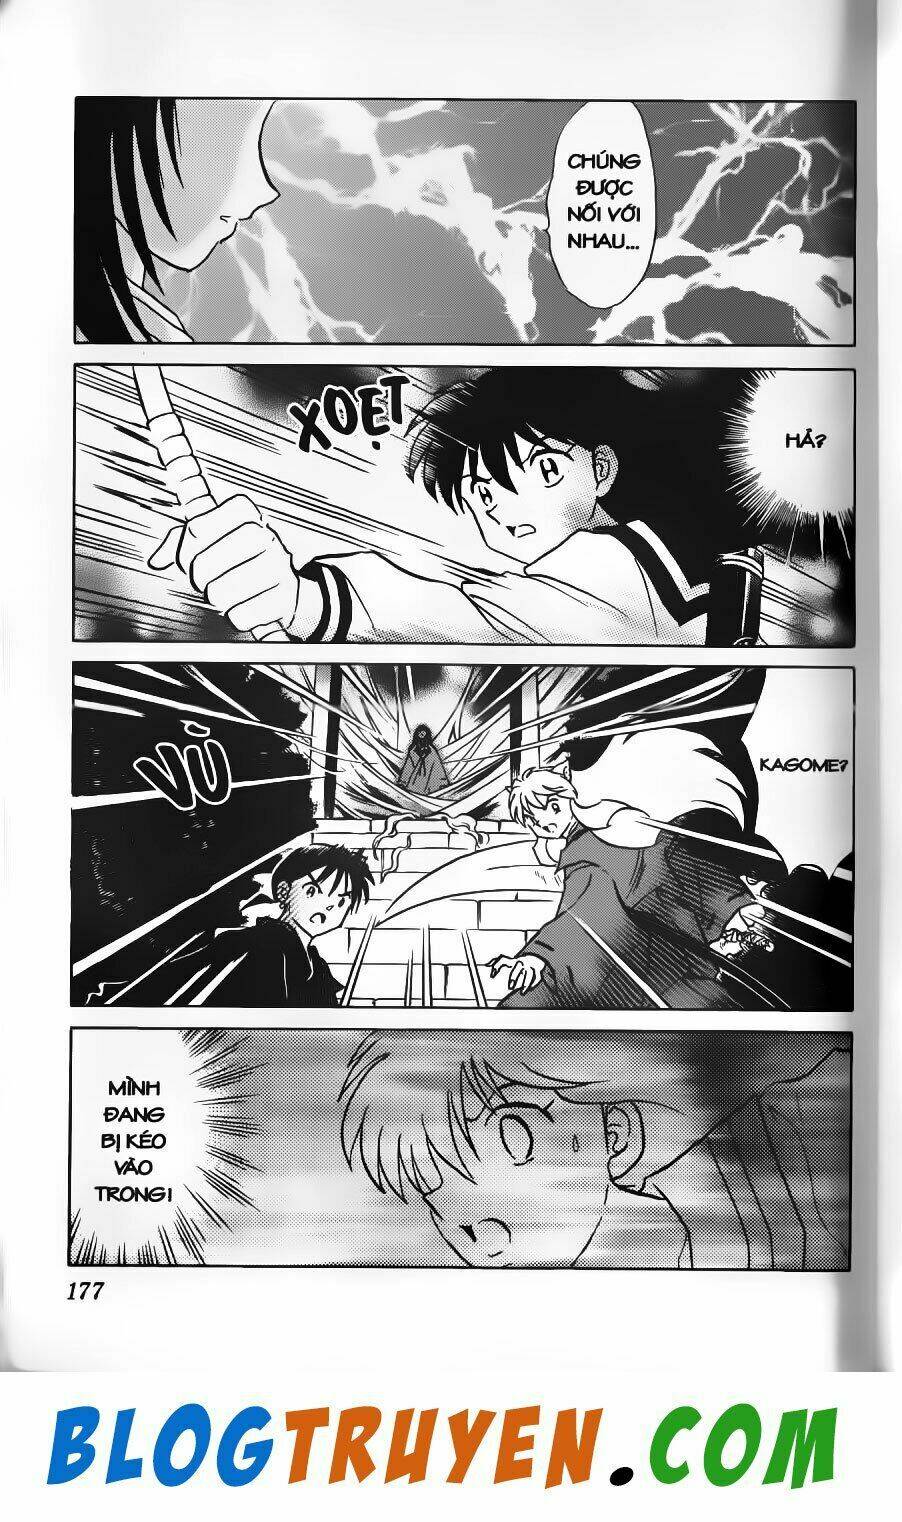 CHÚNG
ĐƯỢC
NỐI VỚI
NHAU...
XOẸT
HẢ?
KAGOME?
VÙ
MÌNH
ĐANG
BỊ KÉO
VÀO
TRONG!
177
BLOGTRUYEN.COM